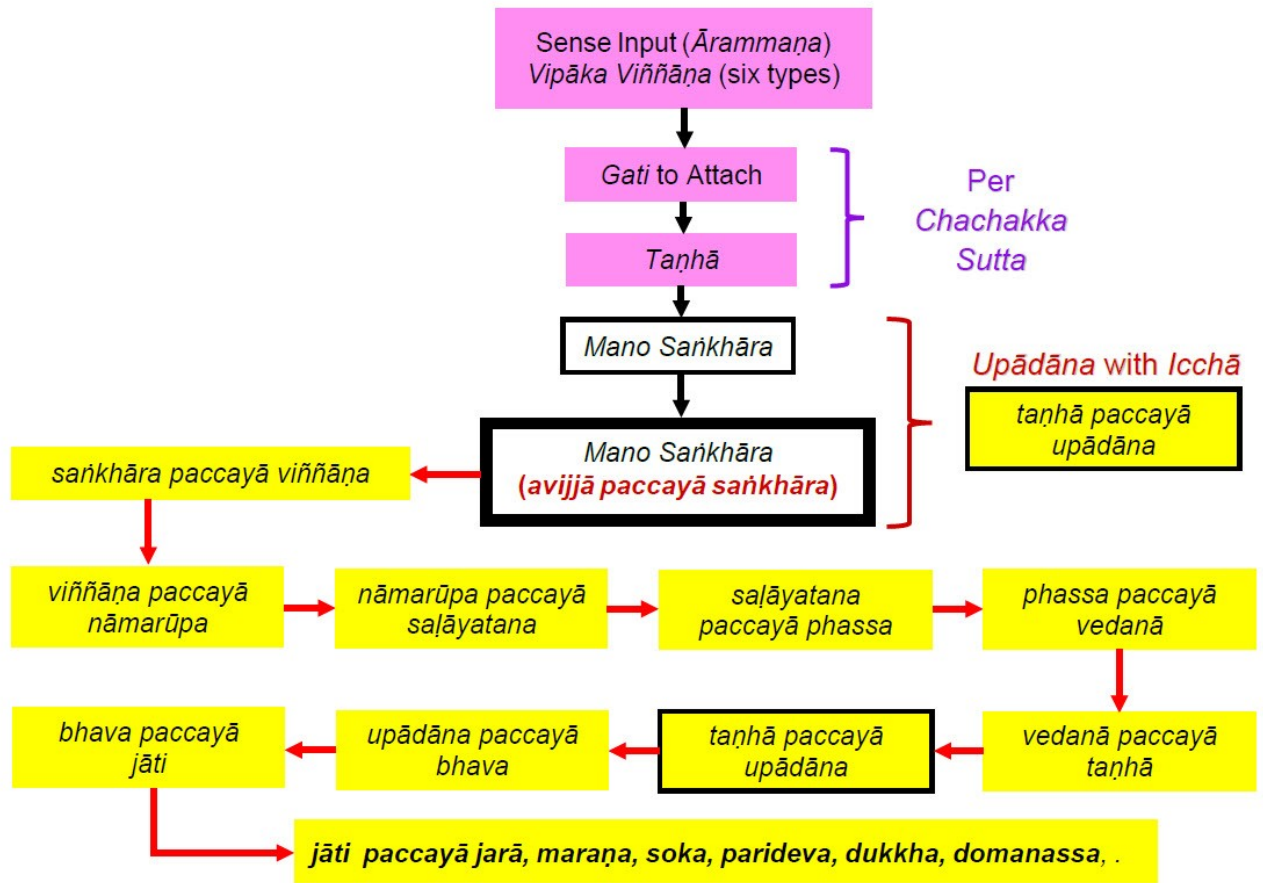 Sense Input (Ārammaṇa)
Vipāka Viññāṇa (six types)
Gati to Attach
Taṇhā
Per
Chachakka
Sutta
Mano Saṅkhāra
Upādāna with Icchā
taṇhā paccayā
upādāna
Mano Saṅkhāra
(avijjā paccayā saṅkhāra)
saṅkhāra paccayā viññāṇa
viññāṇa paccayā
nāmarūpa
nāmarūpa paccayā
saḷāyatana
saḷāyatana
paccayā phassa
phassa paccayā
vedanā
vedanā paccayā
taṇhā
taṇhā paccayā
upādāna
upādāna paccayā
bhava
bhava paccayā
jāti
jāti paccayā jarā, maraṇa, soka, parideva, dukkha, domanassa, .